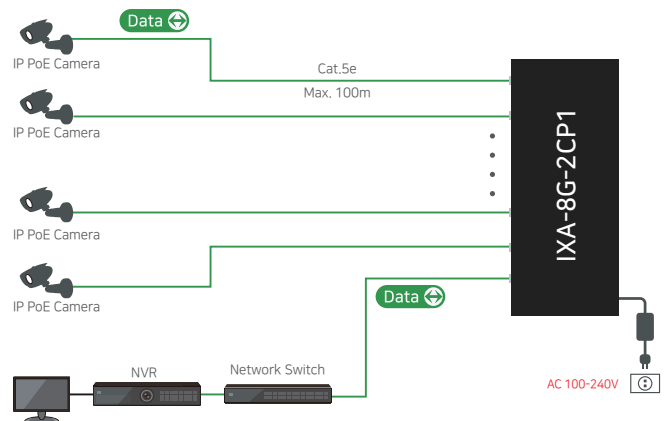 Data
IP PoE Camera
Cat.5e
Max. 100m
IP PoE Camera
IXA-8G-2CP1
IP PoE Camera
IP PoE Camera
Data
NVR
Network Switch
AC 100-240V